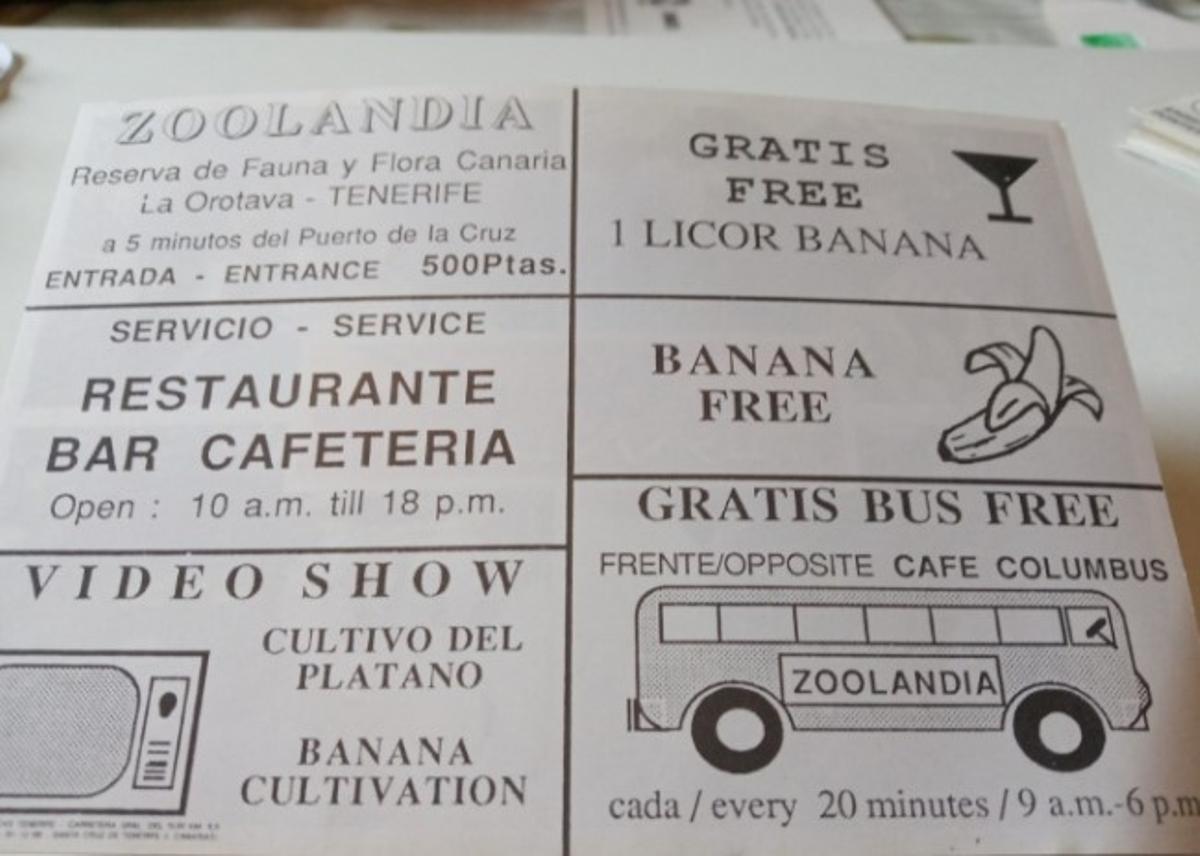 ZOOLANDIA
Reserva de Fauna y Flora Canaria
La Orotava - TENERIFE
a 5 minutos del Puerto de la Cruz
ENTRADA - ENTRANCE 500Ptas.
SERVICIO - SERVICE
RESTAURANTE
BAR CAFETERIA
Open : 10 a.m. till 18 p.m.
VIDEO SHOW
CULTIVO DEL
PLATANO
BANANA
CULTIVATION
GRATIS
FREE
1 LICOR BANANA
BANANA
FREE
GRATIS BUS FREE
FRENTE/OPPOSITE CAFE COLUMBUS
ZOOLANDIA
cada / every 20 minutes / 9 a.m.-6 p.m